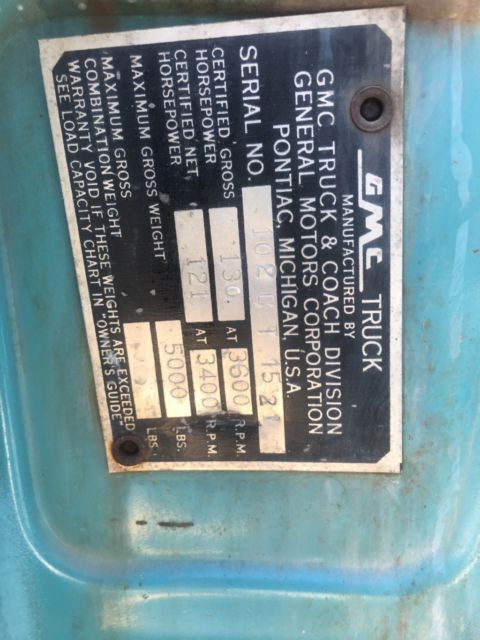 GMC TRUCK
MANUFACTURED BY
GMC TRUCK & COACH DIVISION
GENERAL MOTORS CORPORATION
PONTIAC, MICHIGAN, U.S.A.
SERIAL NO.
CERTIFIED GROSS HORSEPOWER 130. AT 3600 R.P.M.
CERTIFIED NET HORSEPOWER 121 AT 3400 R.P.M.
MAXIMUM GROSS WEIGHT 5000 LBS.
MAXIMUM GROSS
COMBINATION WEIGHT LBS.
WARRANTY VOID IF THESE WEIGHTS ARE EXCEEDED
SEE LOAD CAPACITY CHART IN "OWNER'S GUIDE"